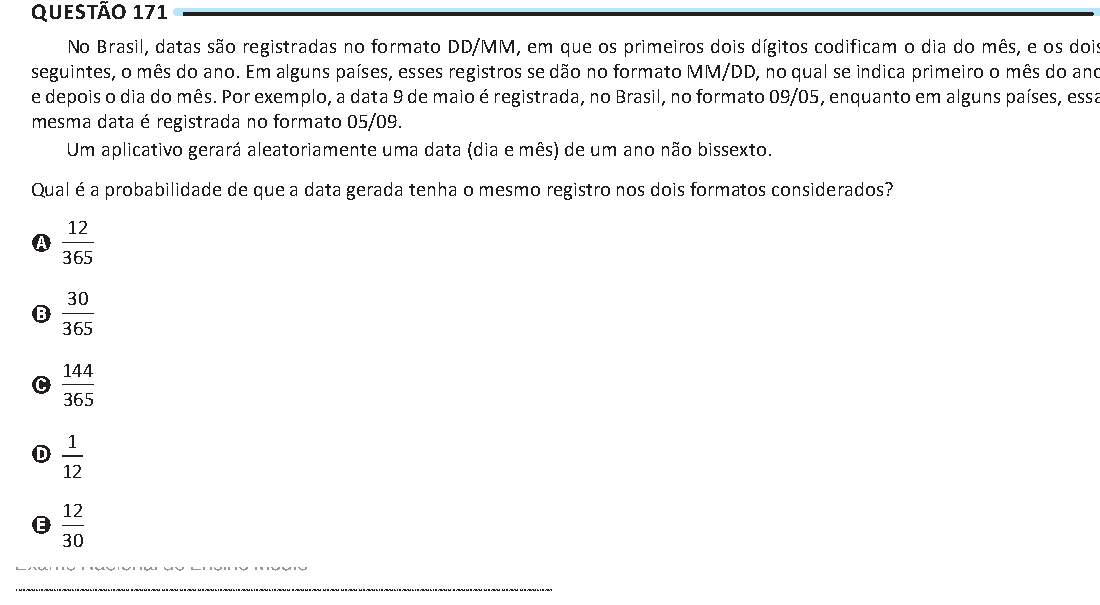 QUESTÃO 171
No Brasil, datas são registradas no formato DD/MM, em que os primeiros dois dígitos codificam o dia do mês, e os dois
seguintes, o mês do ano. Em alguns países, esses registros se dão no formato MM/DD, no qual se indica primeiro o mês do ano
e depois o dia do mês. Por exemplo, a data 9 de maio é registrada, no Brasil, no formato 09/05, enquanto em alguns países, essa
mesma data é registrada no formato 05/09.
Um aplicativo gerará aleatoriamente uma data (dia e mês) de um ano não bissexto.
Qual é a probabilidade de que a data gerada tenha o mesmo registro nos dois formatos considerados?
A 12/365
B 30/365
C 144/365
D 1/12
E 12/30
Exame Nacional do Ensino Médio